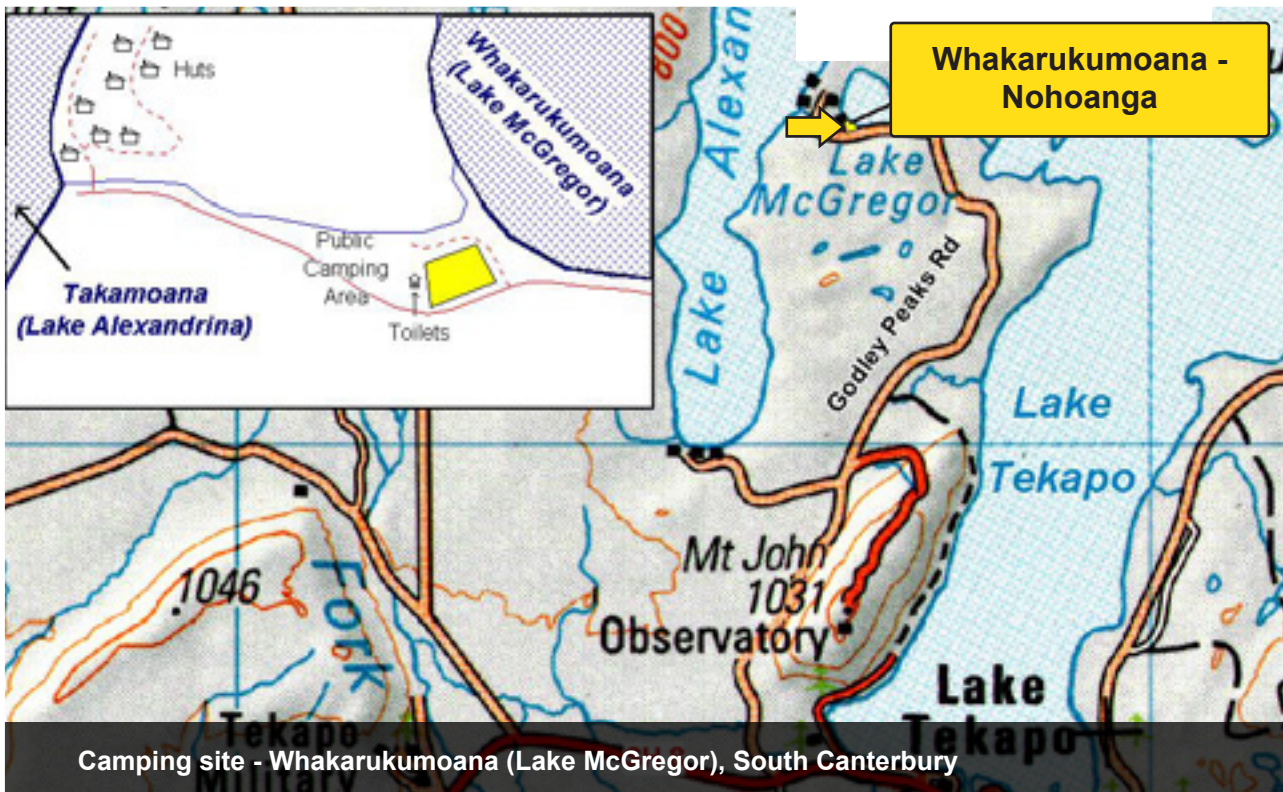 Whakarukumoana
(Lake McGregor)
Huts
Public
Camping
Area
Toilets
Takamoana
(Lake Alexandrina)
800
Lake Alexan
Whakarukumoana -
Nohoanga
Lake
McGregor
Godley Peaks Rd
Lake
Tekapo
Mt John
1031
Observatory
1046
Fork
Lake
Tekapo
Tekapo
Military
Camping site - Whakarukumoana (Lake McGregor), South Canterbury